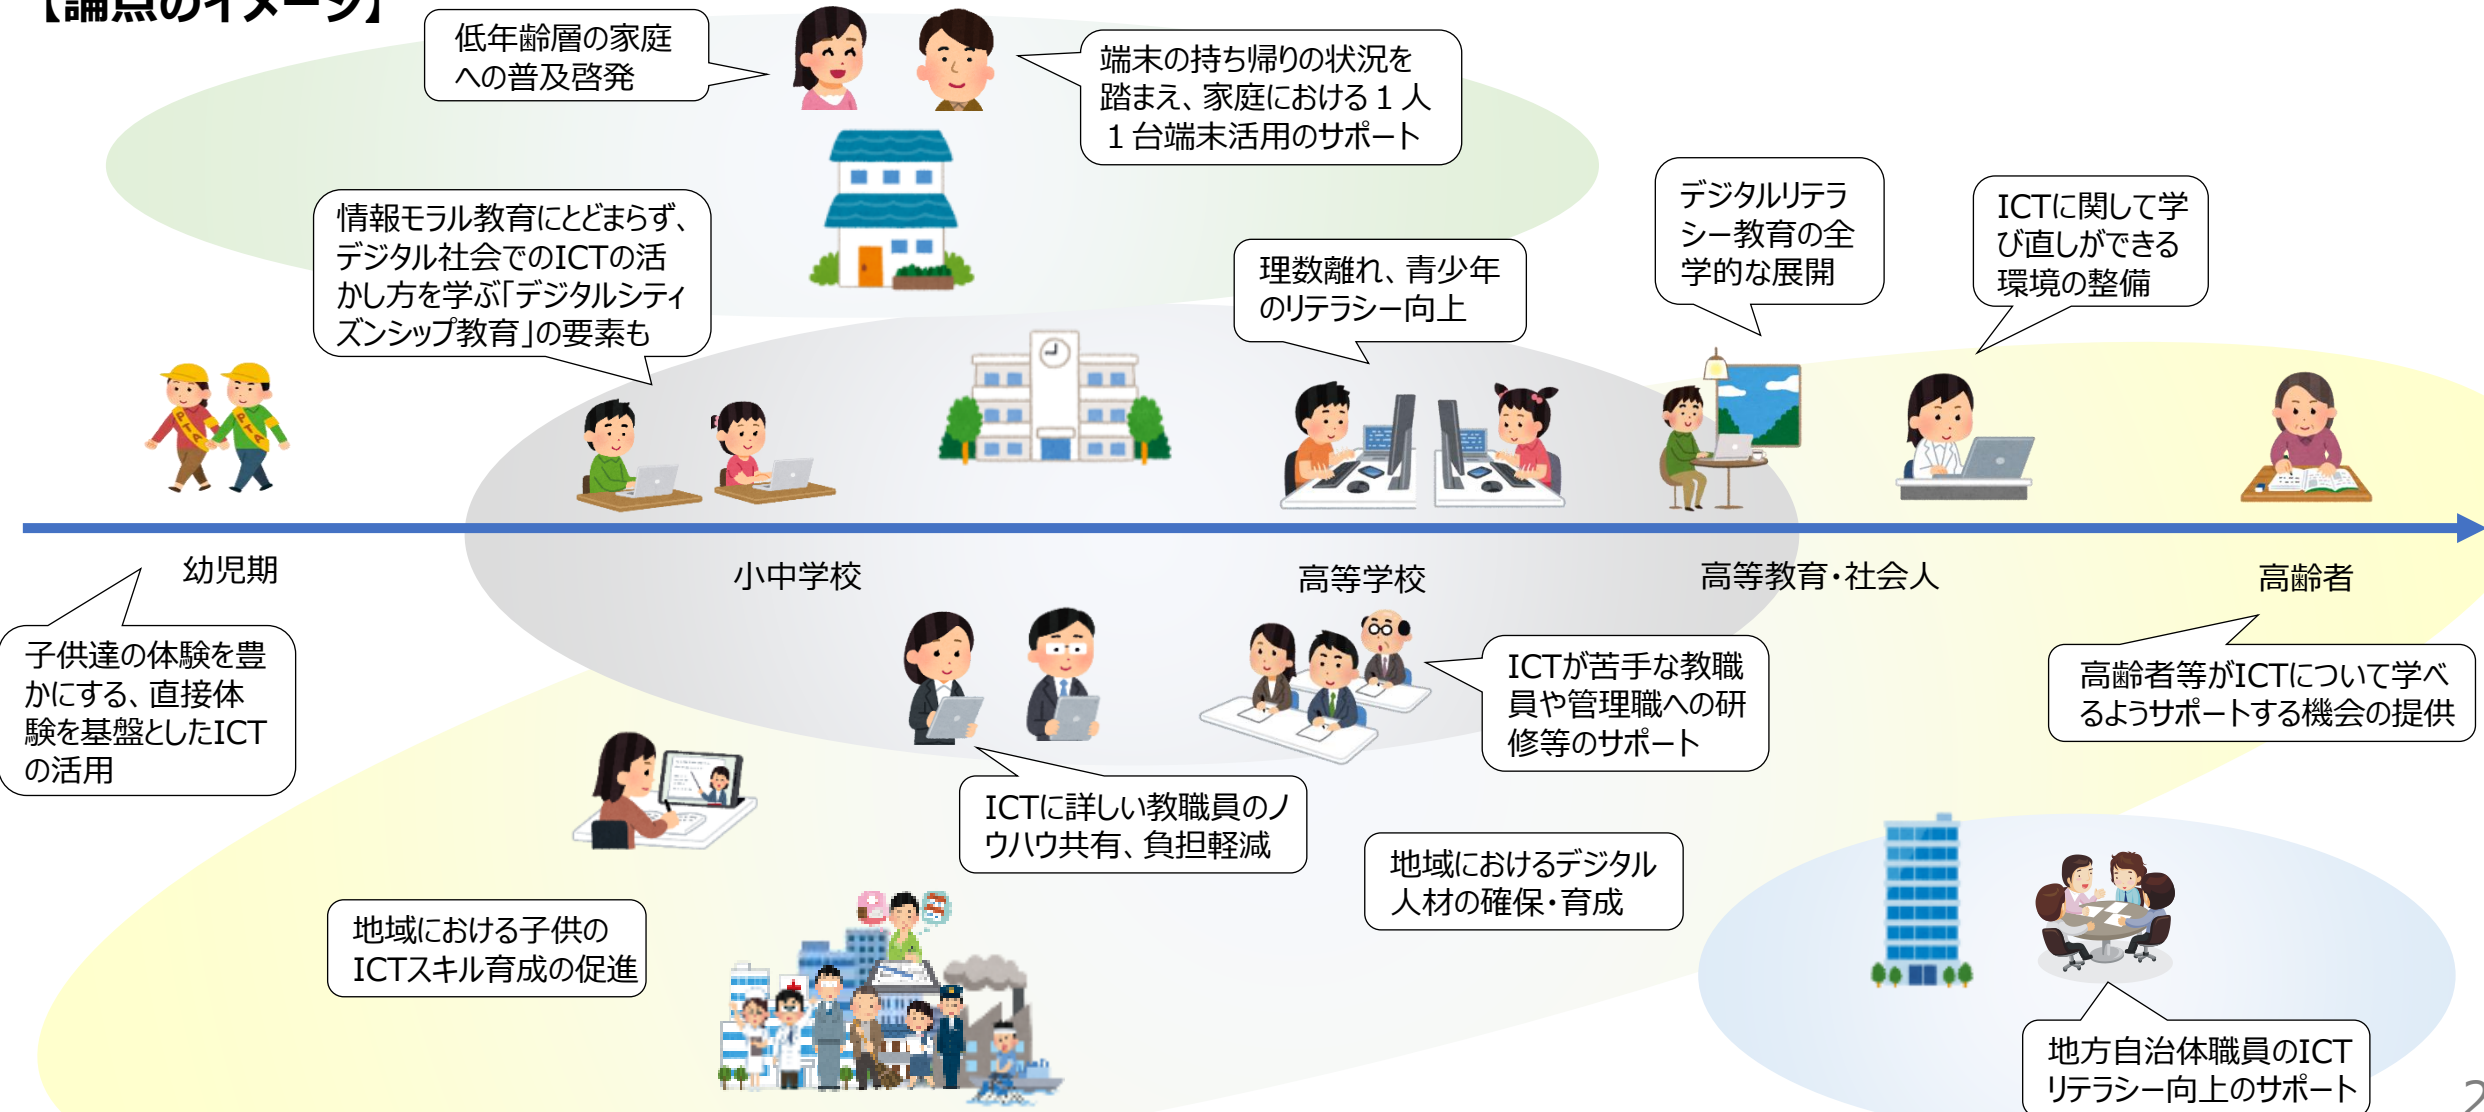 【論点のイメージ】
低年齢層の家庭
への普及啓発
端末の持ち帰りの状況を
踏まえ、家庭における１人
１台端末活用のサポート
情報モラル教育にとどまらず、
デジタル社会でのICTの活
かし方を学ぶ「デジタルシティ
ズンシップ教育」の要素も
理数離れ、青少年
のリテラシー向上
デジタルリテラ
シー教育の全
学的な展開
ICTに関して学
び直しができる
環境の整備
PTA
PTA
幼児期
小中学校
高等学校
高等教育・社会人
高齢者
子供達の体験を豊
かにする、直接体
験を基盤としたICT
の活用
ICTが苦手な教職
員や管理職への研
修等のサポート
高齢者等がICTについて学べ
るようサポートする機会の提供
ICTに詳しい教職員のノ
ウハウ共有、負担軽減
地域におけるデジタル
人材の確保・育成
地域における子供の
ICTスキル育成の促進
地方自治体職員のICT
リテラシー向上のサポート
2